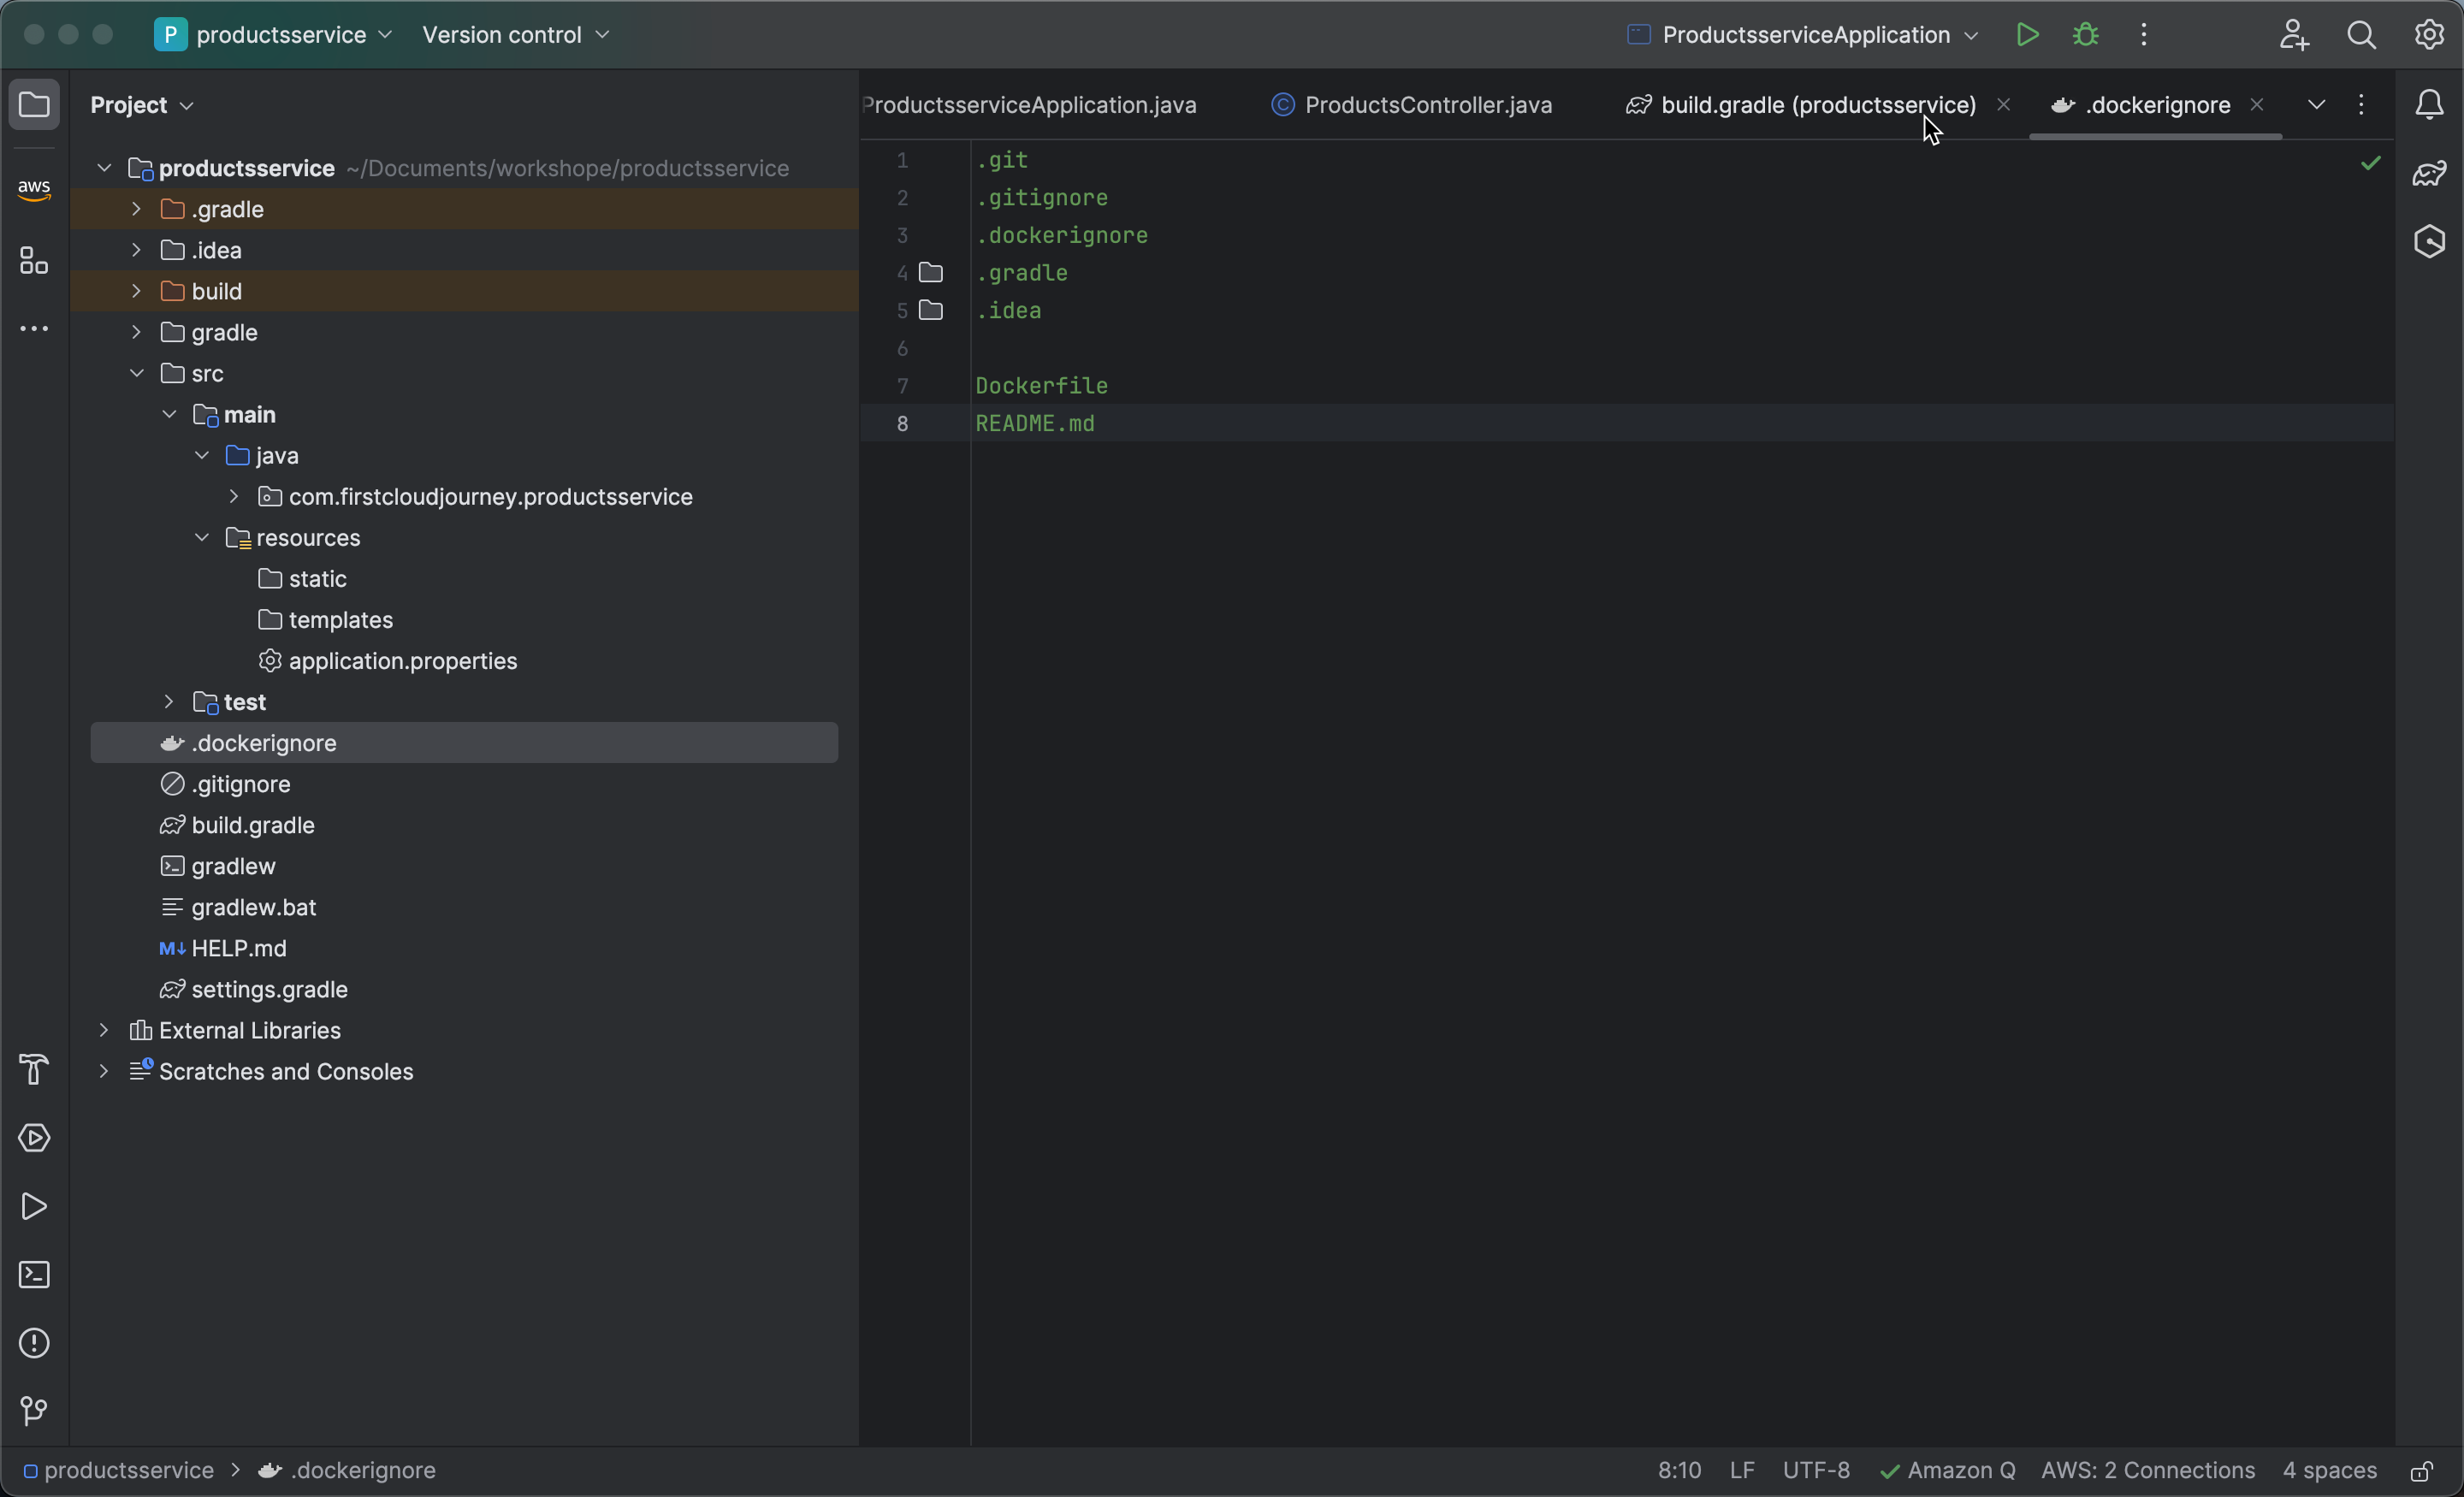 P productsservice Version control ProductsserviceApplication
Project
ProductsserviceApplication.java ProductsController.java build.gradle (productsservice) .dockerignore
aws
productsservice ~/Documents/workshope/productsservice
.gradle
.idea
build
gradle
src
main
java
com.firstcloudjourney.productsservice
resources
static
templates
application.properties
test
.dockerignore
.gitignore
build.gradle
gradlew
gradlew.bat
M↓ HELP.md
settings.gradle
External Libraries
Scratches and Consoles
1 .git
2 .gitignore
3 .dockerignore
4 .gradle
5 .idea
6
7 Dockerfile
8 README.md
productsservice > .dockerignore 8:10 LF UTF-8 Amazon Q AWS: 2 Connections 4 spaces